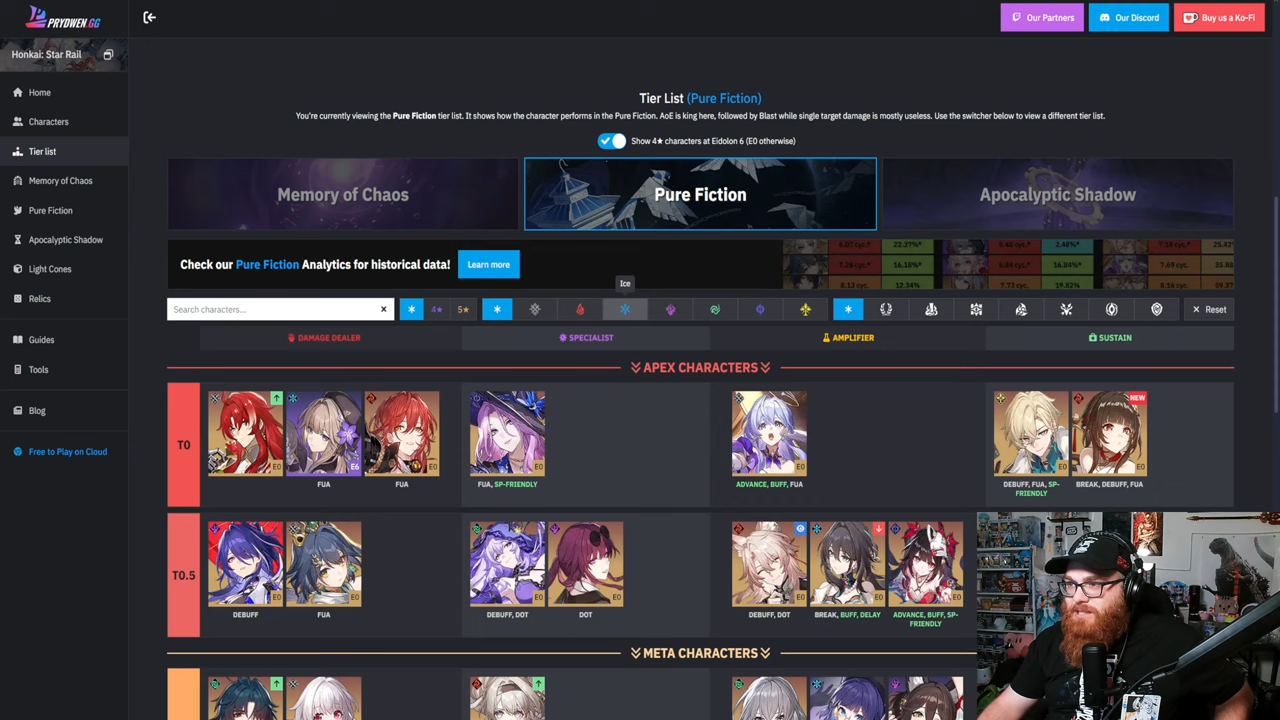 PRYDWEN.GG
Our Partners
Our Discord
Buy us a Ko-Fi
Honkai: Star Rail
Home
Characters
Tier list
Memory of Chaos
Pure Fiction
Apocalyptic Shadow
Light Cones
Relics
Guides
Tools
Blog
Free to Play on Cloud
Tier List (Pure Fiction)
You're currently viewing the Pure Fiction tier list. It shows how the character performs in the Pure Fiction. AoE is king here, followed by Blast while single target damage is mostly useless. Use the switcher below to view a different tier list.
Show 4★ characters at Eidolon 6 (E0 otherwise)
Memory of Chaos
Pure Fiction
Apocalyptic Shadow
Check our Pure Fiction Analytics for historical data!
Learn more
Ice
Search characters...
4★
5★
Reset
DAMAGE DEALER
SPECIALIST
AMPLIFIER
SUSTAIN
APEX CHARACTERS
T0
E0
E6
E0
E0
E0
E0
NEW
E0
FUA
FUA
FUA, SP-FRIENDLY
ADVANCE, BUFF, FUA
DEBUFF, FUA, SP-
FRIENDLY
BREAK, DEBUFF, FUA
T0.5
E0
E0
E0
E0
E0
E0
E0
DEBUFF
FUA
DEBUFF, DOT
DOT
DEBUFF, DOT
BREAK, BUFF, DELAY
ADVANCE, BUFF, SP-
FRIENDLY
META CHARACTERS